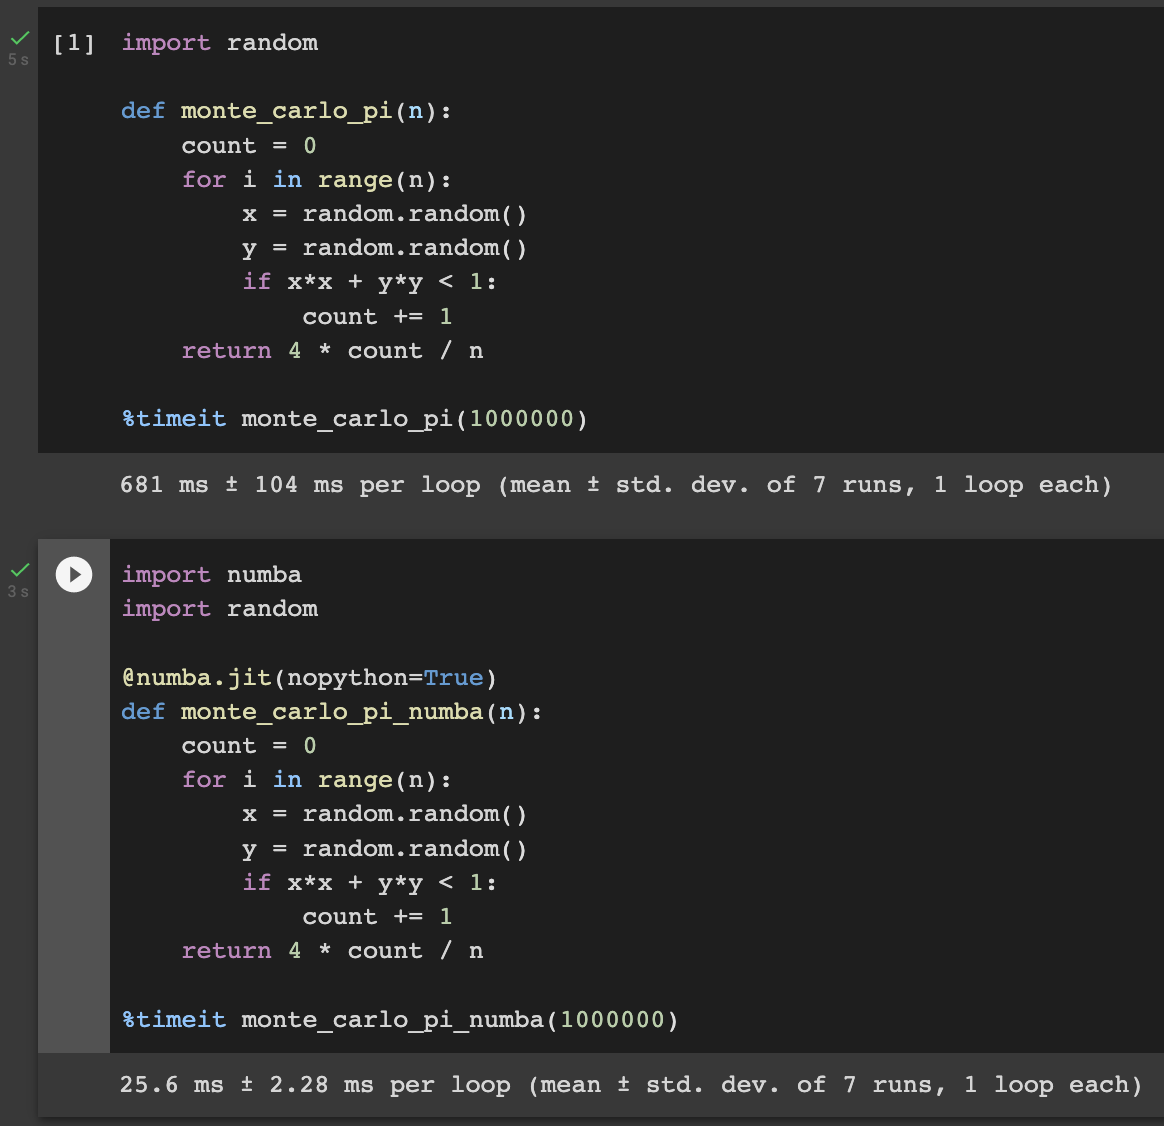 [1] import random
5 s
def monte_carlo_pi(n):
    count = 0
    for i in range(n):
        x = random.random()
        y = random.random()
        if x*x + y*y < 1:
            count += 1
    return 4 * count / n
%timeit monte_carlo_pi(1000000)
681 ms ± 104 ms per loop (mean ± std. dev. of 7 runs, 1 loop each)
import numba
3 s
import random
@numba.jit(nopython=True)
def monte_carlo_pi_numba(n):
    count = 0
    for i in range(n):
        x = random.random()
        y = random.random()
        if x*x + y*y < 1:
            count += 1
    return 4 * count / n
%timeit monte_carlo_pi_numba(1000000)
25.6 ms ± 2.28 ms per loop (mean ± std. dev. of 7 runs, 1 loop each)